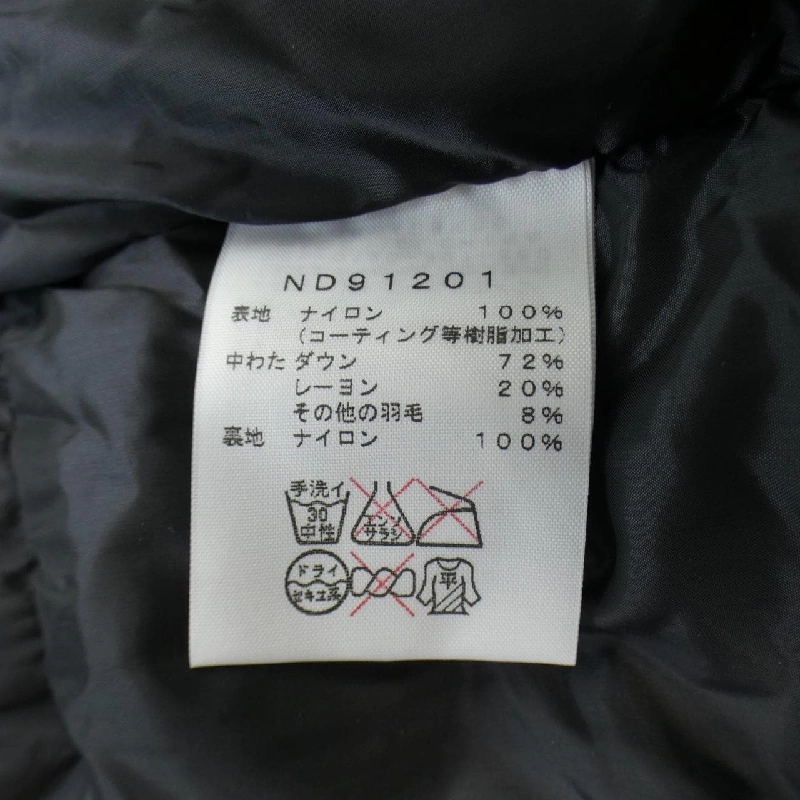 ND91201
表地 ナイロン 100%
(コーティング等樹脂加工)
中わた ダウン 72%
レーヨン 20%
その他の羽毛 8%
裏地 ナイロン 100%
手洗イ
30
中性
エンソ
サラシ
ドライ
セキユ系
平